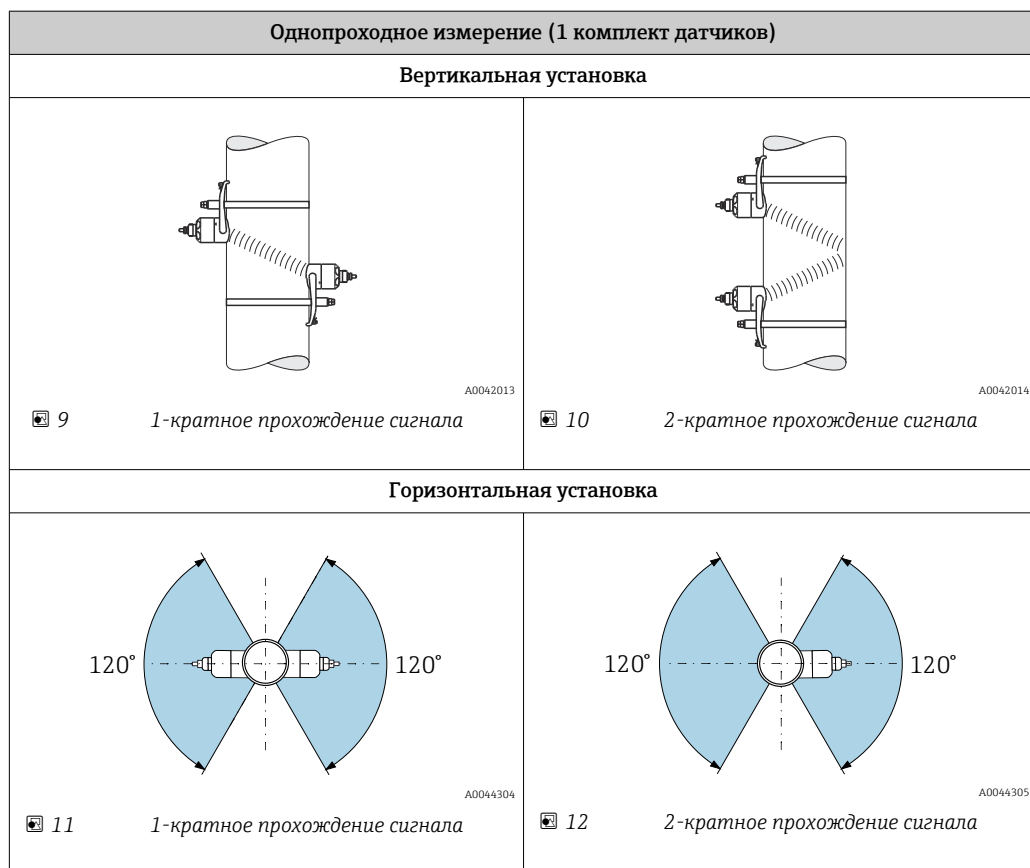 Однопроходное измерение (1 комплект датчиков)
Вертикальная установка
A0042013
9 1-кратное прохождение сигнала
A0042014
10 2-кратное прохождение сигнала
Горизонтальная установка
120° 120°
A0044304
11 1-кратное прохождение сигнала
120° 120°
A0044305
12 2-кратное прохождение сигнала